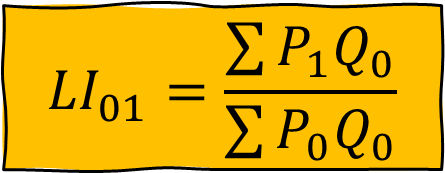 LI₀₁ = ∑ P₁Q₀ / ∑ P₀Q₀